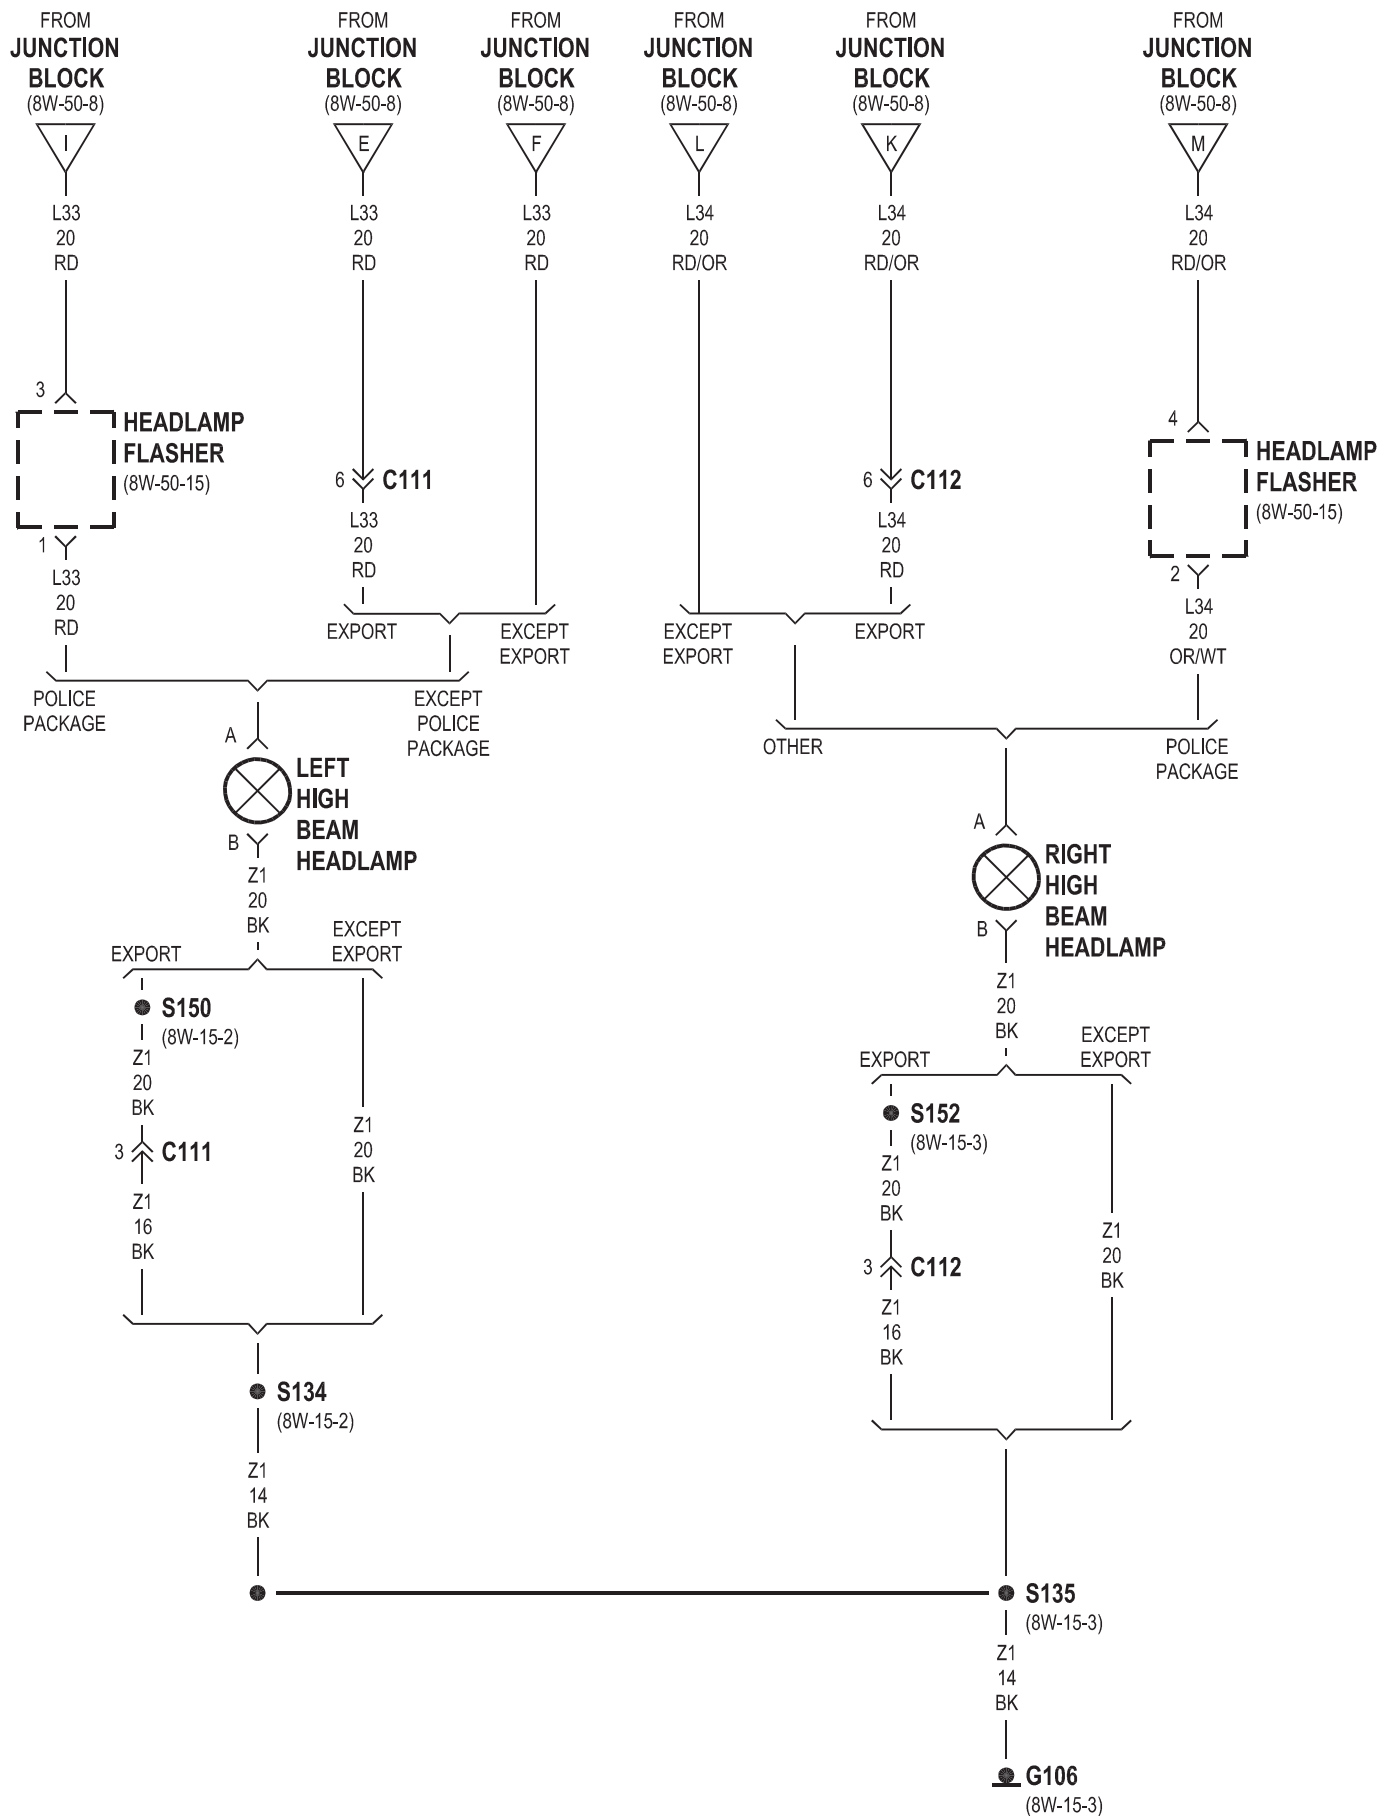 FROM
JUNCTION
BLOCK
(8W-50-8)
I
L33
20
RD
3
HEADLAMP
FLASHER
(8W-50-15)
1
L33
20
RD
POLICE
PACKAGE
FROM
JUNCTION
BLOCK
(8W-50-8)
E
L33
20
RD
6
C111
L33
20
RD
EXPORT
FROM
JUNCTION
BLOCK
(8W-50-8)
F
L33
20
RD
EXCEPT
EXPORT
EXCEPT
POLICE
PACKAGE
A
LEFT
HIGH
BEAM
HEADLAMP
B
Z1
20
BK
EXPORT
S150
(8W-15-2)
Z1
20
BK
3
C111
Z1
16
BK
EXCEPT
EXPORT
Z1
20
BK
S134
(8W-15-2)
Z1
14
BK
FROM
JUNCTION
BLOCK
(8W-50-8)
L
L34
20
RD/OR
EXCEPT
EXPORT
FROM
JUNCTION
BLOCK
(8W-50-8)
K
L34
20
RD/OR
6
C112
L34
20
RD
EXPORT
OTHER
FROM
JUNCTION
BLOCK
(8W-50-8)
M
L34
20
RD/OR
4
HEADLAMP
FLASHER
(8W-50-15)
2
L34
20
OR/WT
POLICE
PACKAGE
A
RIGHT
HIGH
BEAM
HEADLAMP
B
Z1
20
BK
EXPORT
S152
(8W-15-3)
Z1
20
BK
3
C112
Z1
16
BK
EXCEPT
EXPORT
Z1
20
BK
S135
(8W-15-3)
Z1
14
BK
G106
(8W-15-3)